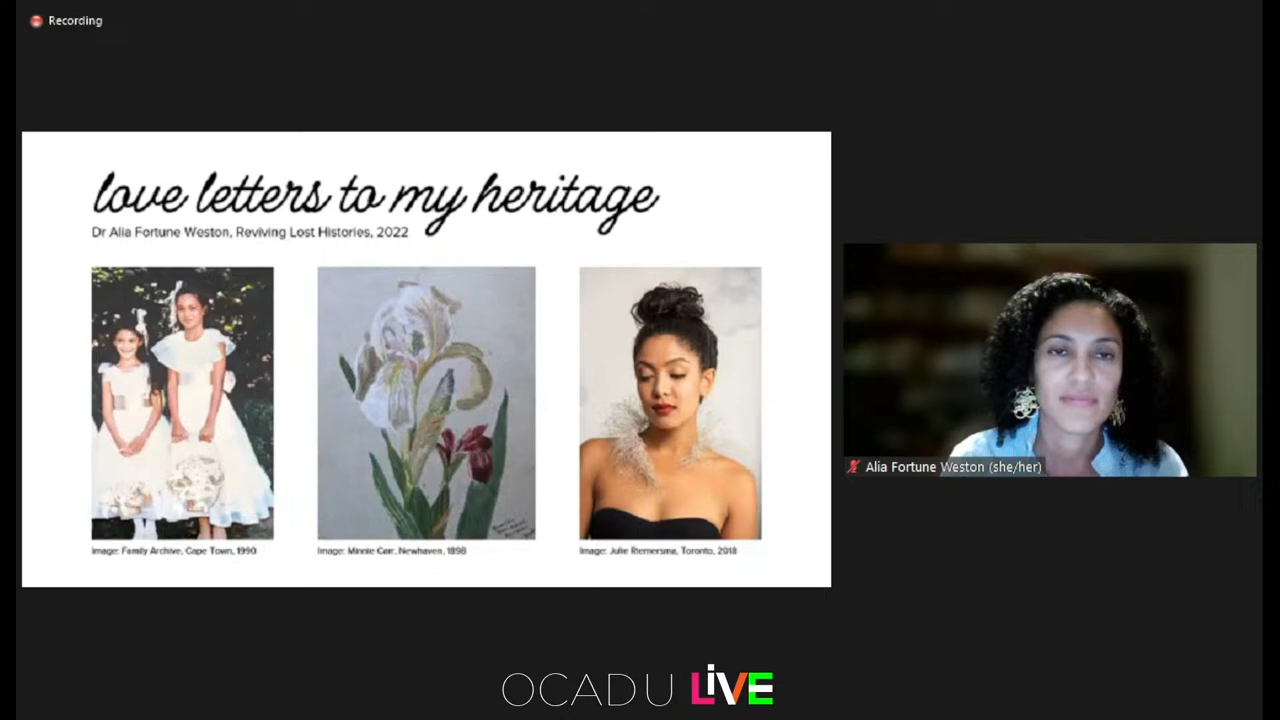 Recording
love letters to my heritage
Dr Alia Fortune Weston, Reviving Lost Histories, 2022
Image: Family Archive, Cape Town, 1990
Image: Minnie Carr, Newhaven, 1898
Image: Julie Riemersma, Toronto, 2018
Alia Fortune Weston (she/her)
OCADU LiVE